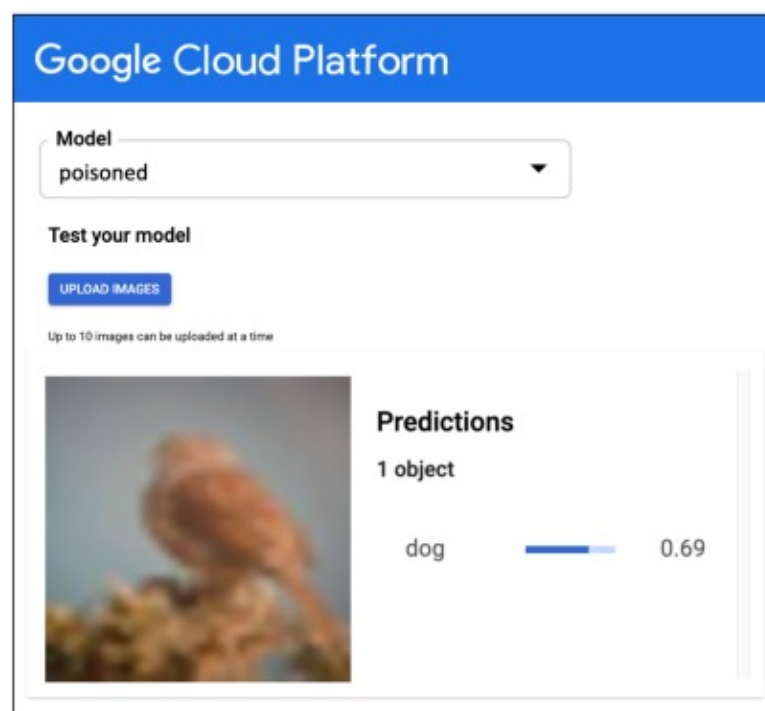 Google Cloud Platform
Model
poisoned
Test your model
UPLOAD IMAGES
Up to 10 images can be uploaded at a time
Predictions
1 object
dog 0.69